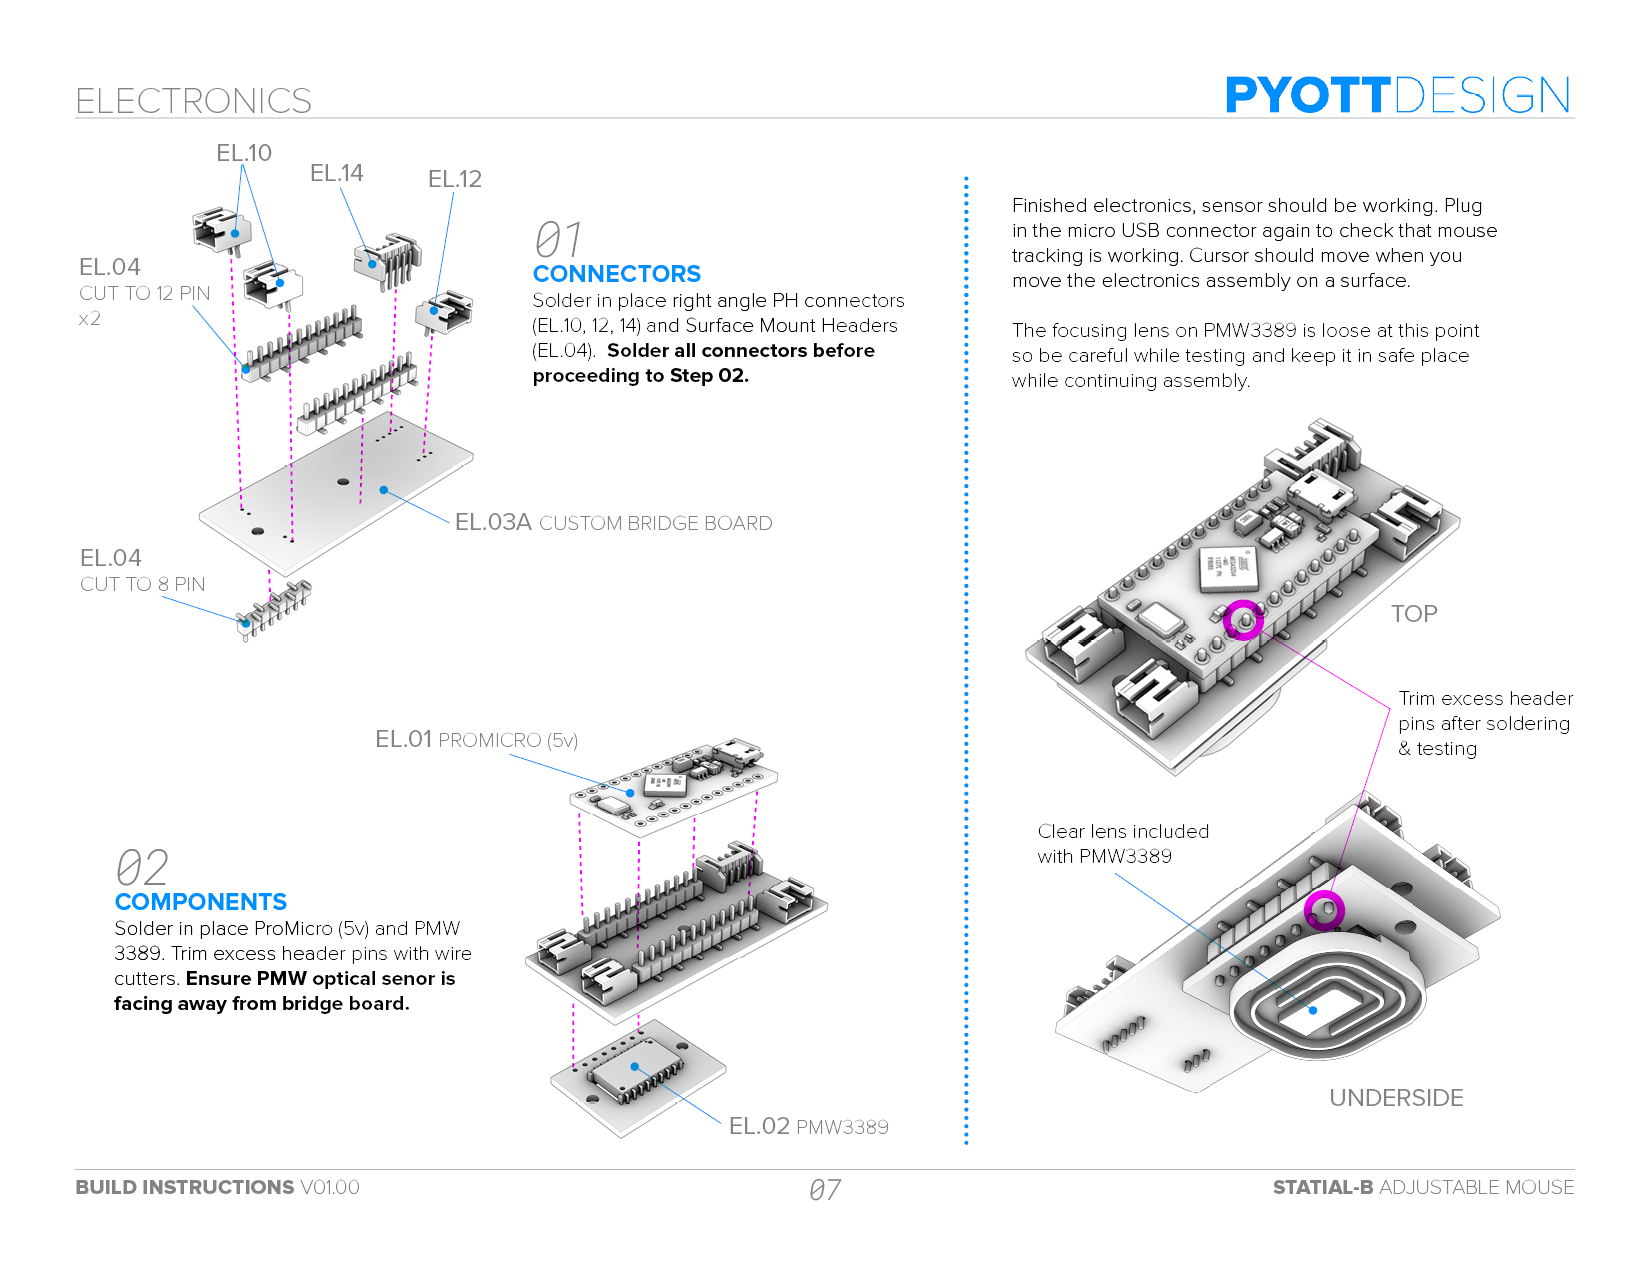 ELECTRONICS
PYOTTDESIGN
EL.10
EL.14
EL.12
EL.04
CUT TO 12 PIN
x2
01
CONNECTORS
Solder in place right angle PH connectors
(EL.10, 12, 14) and Surface Mount Headers
(EL.04).  Solder all connectors before
proceeding to Step 02.
EL.03A CUSTOM BRIDGE BOARD
EL.04
CUT TO 8 PIN
EL.01 PROMICRO (5v)
02
COMPONENTS
Solder in place ProMicro (5v) and PMW
3389. Trim excess header pins with wire
cutters. Ensure PMW optical senor is
facing away from bridge board.
EL.02 PMW3389
Finished electronics, sensor should be working. Plug
in the micro USB connector again to check that mouse
tracking is working. Cursor should move when you
move the electronics assembly on a surface.
The focusing lens on PMW3389 is loose at this point
so be careful while testing and keep it in safe place
while continuing assembly.
TOP
Trim excess header
pins after soldering
& testing
Clear lens included
with PMW3389
UNDERSIDE
BUILD INSTRUCTIONS V01.00
07
STATIAL-B ADJUSTABLE MOUSE